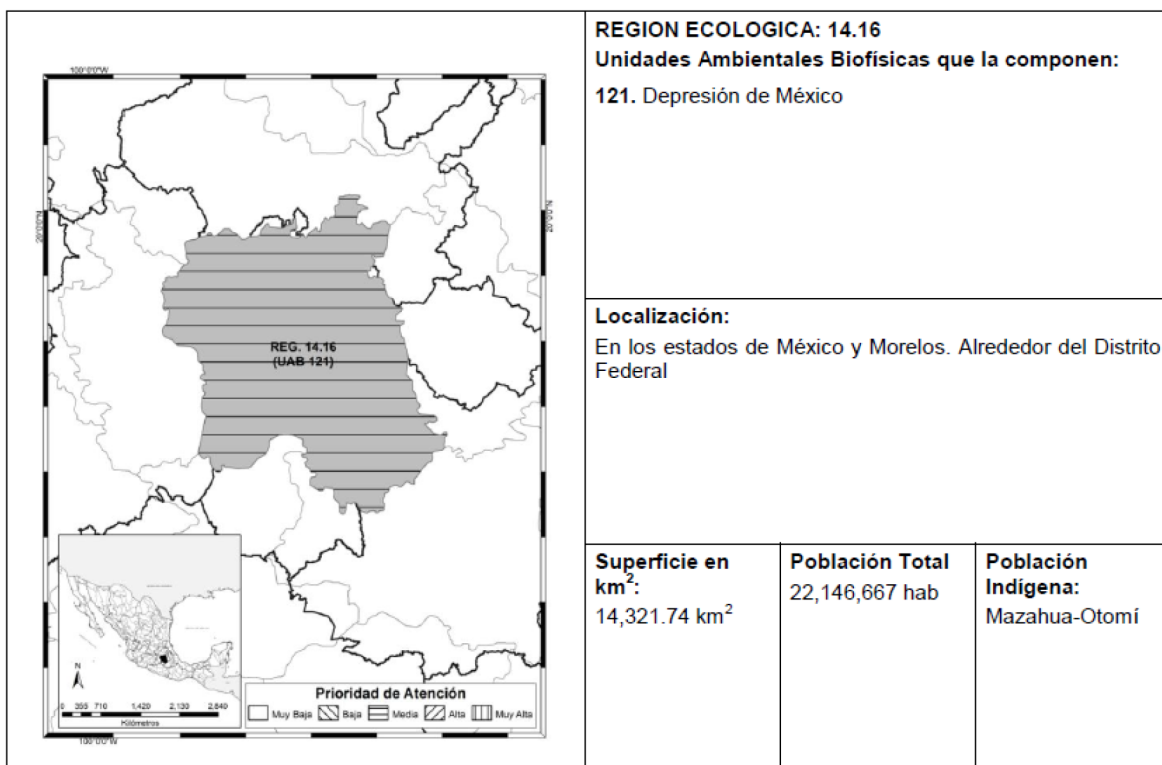 REGION ECOLOGICA: 14.16
Unidades Ambientales Biofísicas que la componen:
121. Depresión de México
100°0'0"W
20°0'0"N
20°0'0"N
REG. 14.16
(UAB 121)
N
0 355 710 1,420 2,130 2,840
Kilómetros
Prioridad de Atención
Muy Baja Baja Media Alta Muy Alta
100°0'0"W
Localización:
En los estados de México y Morelos. Alrededor del Distrito
Federal
Superficie en
km²:
14,321.74 km²
Población Total
22,146,667 hab
Población
Indígena:
Mazahua-Otomí